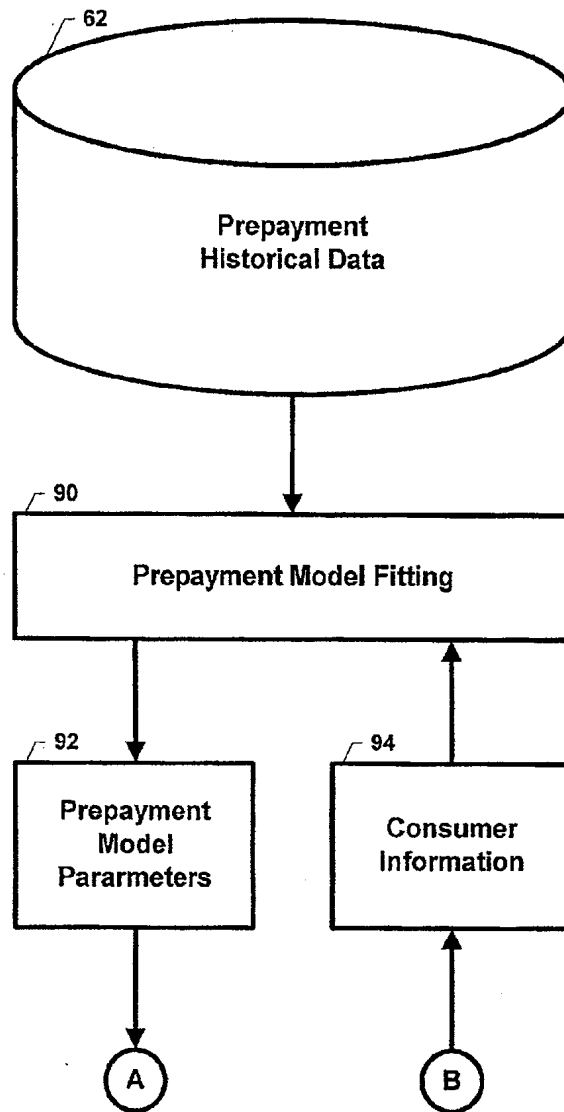 62
Prepayment
Historical Data
90
Prepayment Model Fitting
92
Prepayment
Model
Pararmeters
94
Consumer
Information
A
B